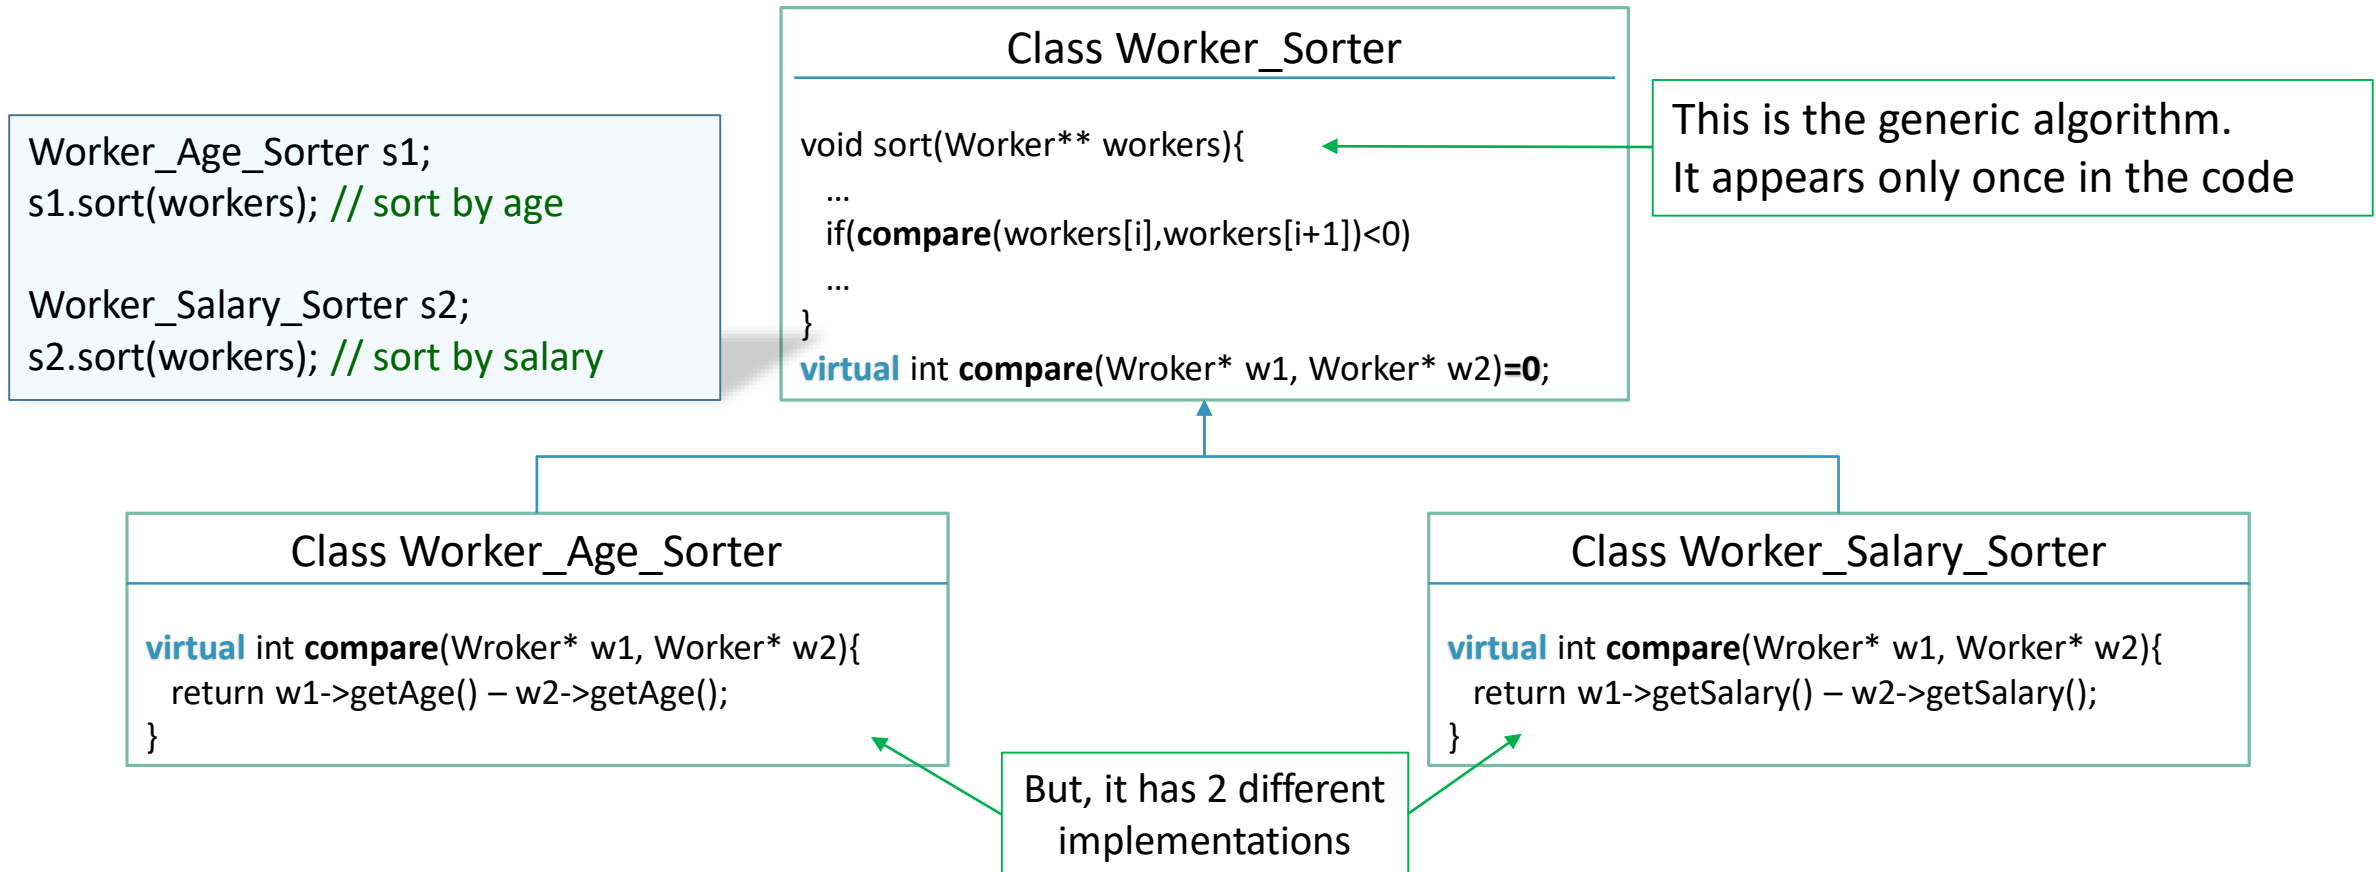 Class Worker_Sorter
void sort(Worker** workers){
...
if(compare(workers[i],workers[i+1])<0)
...
}
virtual int compare(Wroker* w1, Worker* w2)=0;
Worker_Age_Sorter s1;
s1.sort(workers); // sort by age
Worker_Salary_Sorter s2;
s2.sort(workers); // sort by salary
This is the generic algorithm.
It appears only once in the code
Class Worker_Age_Sorter
virtual int compare(Wroker* w1, Worker* w2){
return w1->getAge() – w2->getAge();
}
Class Worker_Salary_Sorter
virtual int compare(Wroker* w1, Worker* w2){
return w1->getSalary() – w2->getSalary();
}
But, it has 2 different
implementations